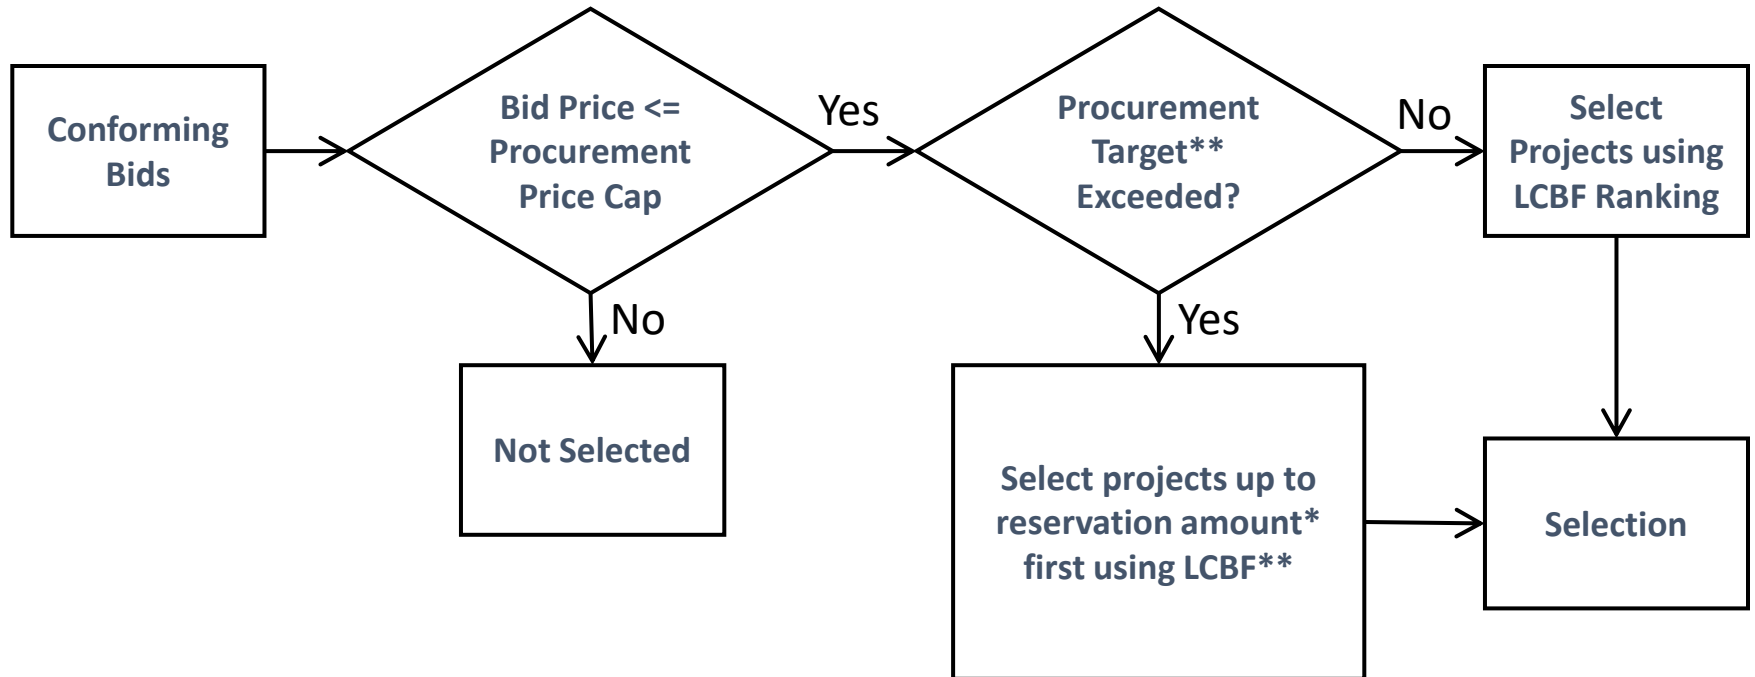 Conforming
Bids
Bid Price <=
Procurement
Price Cap
Yes
Procurement
Target**
Exceeded?
No
Select
Projects using
LCBF Ranking
No
Yes
Not Selected
Select projects up to
reservation amount*
first using LCBF**
Selection